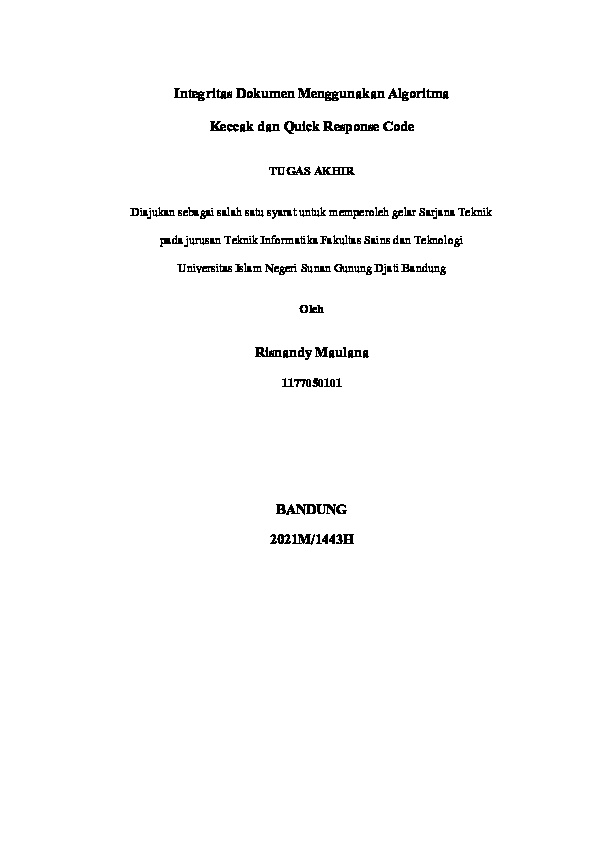 Integritas Dokumen Menggunakan Algoritma
Keccak dan Quick Response Code
TUGAS AKHIR
Diajukan sebagai salah satu syarat untuk memperoleh gelar Sarjana Teknik
pada jurusan Teknik Informatika Fakultas Sains dan Teknologi
Universitas Islam Negeri Sunan Gunung Djati Bandung
Oleh
Risnandy Maulana
1177050101
BANDUNG
2021M/1443H